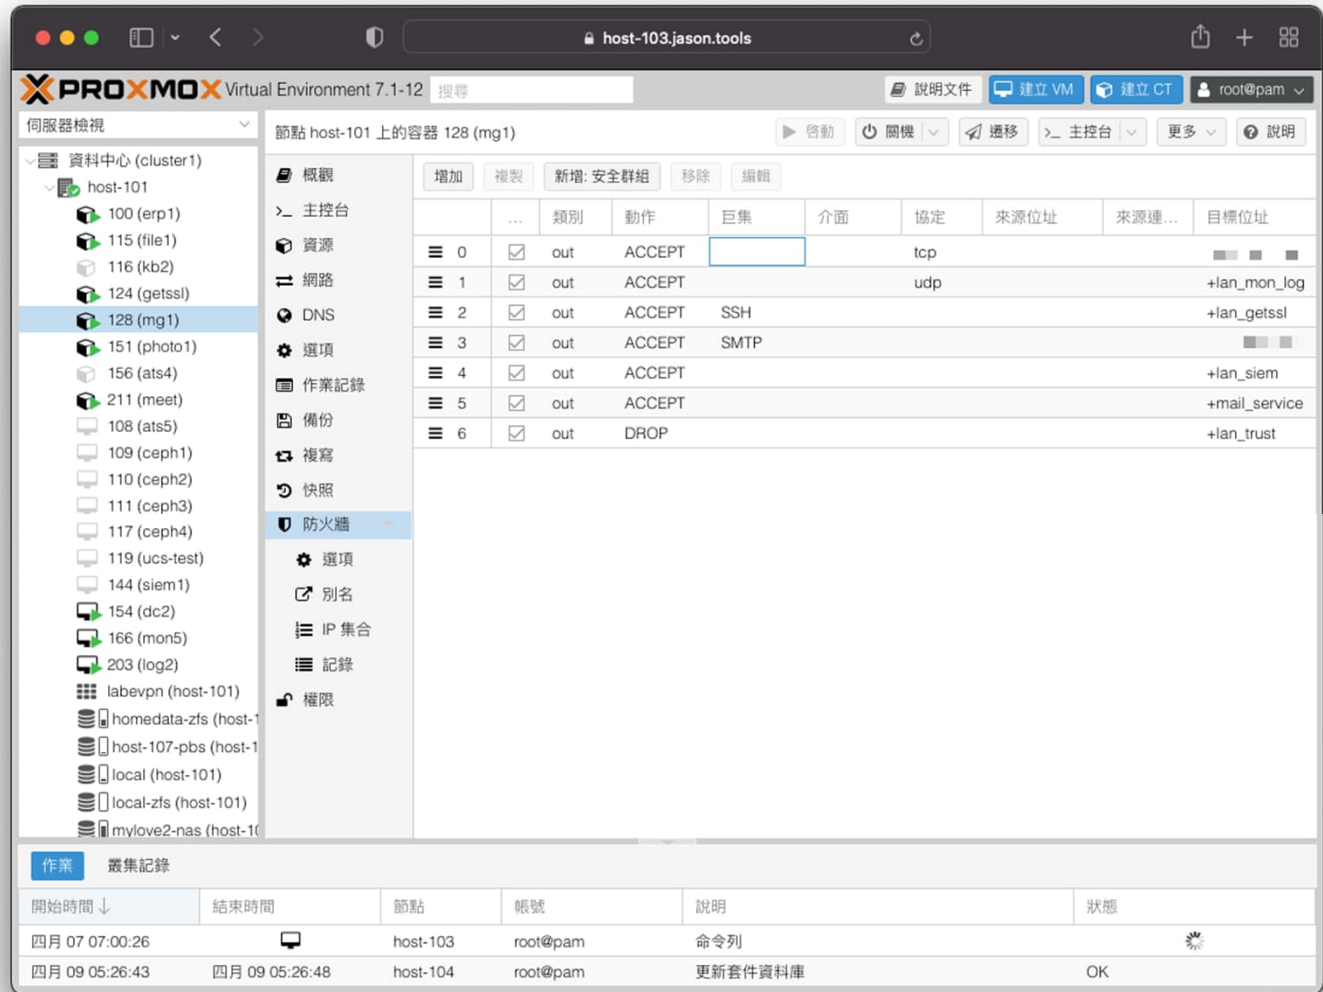 host-103.jason.tools
PROXMOX Virtual Environment 7.1-12 搜尋 說明文件 建立 VM 建立 CT root@pam
伺服器檢視
節點 host-101 上的容器 128 (mg1) 啓動 關機 遷移 主控台 更多 說明
資料中心 (cluster1)
host-101
100 (erp1)
115 (file1)
116 (kb2)
124 (getssl)
128 (mg1)
151 (photo1)
156 (ats4)
211 (meet)
108 (ats5)
109 (ceph1)
110 (ceph2)
111 (ceph3)
117 (ceph4)
119 (ucs-test)
144 (siem1)
154 (dc2)
166 (mon5)
203 (log2)
labevpn (host-101)
homedata-zfs (host-1
host-107-pbs (host-1
local (host-101)
local-zfs (host-101)
mylove2-nas (host-10
概觀
主控台
資源
網路
DNS
選項
作業記錄
備份
複寫
快照
防火牆
選項
別名
IP 集合
記錄
權限
增加 複製 新增: 安全群組 移除 編輯
... 類別 動作 巨集 介面 協定 來源位址 來源連... 目標位址
0 out ACCEPT tcp
1 out ACCEPT udp +lan_mon_log
2 out ACCEPT SSH +lan_getssl
3 out ACCEPT SMTP
4 out ACCEPT +lan_siem
5 out ACCEPT +mail_service
6 out DROP +lan_trust
作業 叢集記錄
開始時間 結束時間 節點 帳號 說明 狀態
四月 07 07:00:26 host-103 root@pam 命令列
四月 09 05:26:43 四月 09 05:26:48 host-104 root@pam 更新套件資料庫 OK